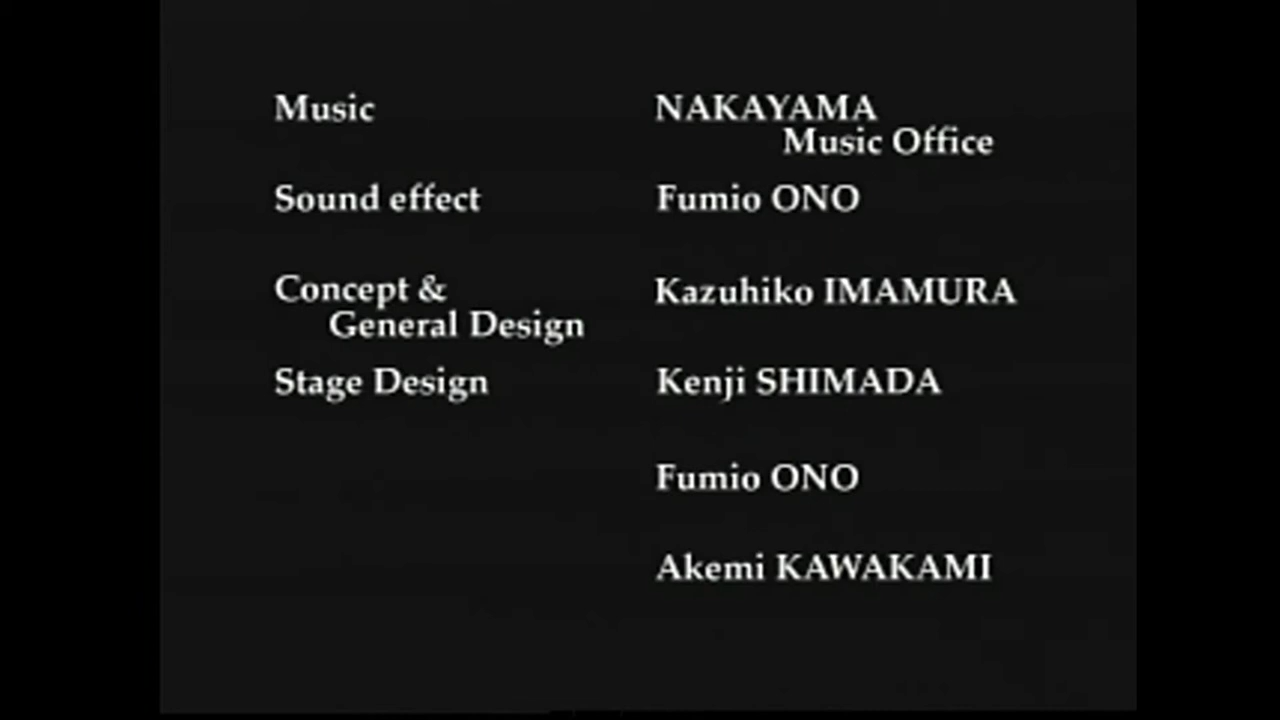 Music NAKAYAMA
Music Office
Sound effect Fumio ONO
Concept & Kazuhiko IMAMURA
General Design
Stage Design Kenji SHIMADA
Fumio ONO
Akemi KAWAKAMI